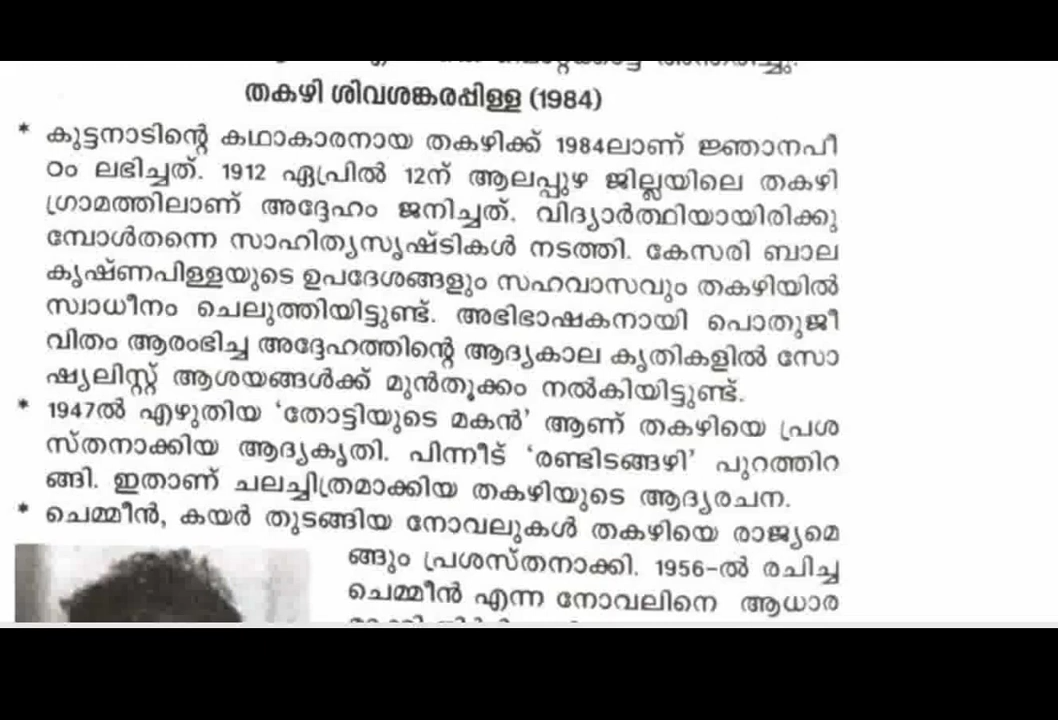 തകഴി ശിവശങ്കരപ്പിള്ള (1984)
* കുട്ടനാടിന്റെ കഥാകാരനായ തകഴിക്ക് 1984ലാണ് ജ്ഞാനപീ
ഠം ലഭിച്ചത്. 1912 ഏപ്രിൽ 12ന് ആലപ്പുഴ ജില്ലയിലെ തകഴി
ഗ്രാമത്തിലാണ് അദ്ദേഹം ജനിച്ചത്. വിദ്യാർത്ഥിയായിരിക്കു
മ്പോൾതന്നെ സാഹിത്യസൃഷ്ടികൾ നടത്തി. കേസരി ബാല
കൃഷ്ണപിള്ളയുടെ ഉപദേശങ്ങളും സഹവാസവും തകഴിയിൽ
സ്വാധീനം ചെലുത്തിയിട്ടുണ്ട്. അഭിഭാഷകനായി പൊതുജീ
വിതം ആരംഭിച്ച അദ്ദേഹത്തിന്റെ ആദ്യകാല കൃതികളിൽ സോ
ഷ്യലിസ്റ്റ് ആശയങ്ങൾക്ക് മുൻതൂക്കം നൽകിയിട്ടുണ്ട്.
* 1947ൽ എഴുതിയ ‘തോട്ടിയുടെ മകൻ’ ആണ് തകഴിയെ പ്രശ
സ്തനാക്കിയ ആദ്യകൃതി. പിന്നീട് ‘രണ്ടിടങ്ങഴി’ പുറത്തിറ
ങ്ങി. ഇതാണ് ചലച്ചിത്രമാക്കിയ തകഴിയുടെ ആദ്യരചന.
* ചെമ്മീൻ, കയർ തുടങ്ങിയ നോവലുകൾ തകഴിയെ രാജ്യമെ
ങ്ങും പ്രശസ്തനാക്കി. 1956-ൽ രചിച്ച
ചെമ്മീൻ എന്ന നോവലിനെ ആധാര